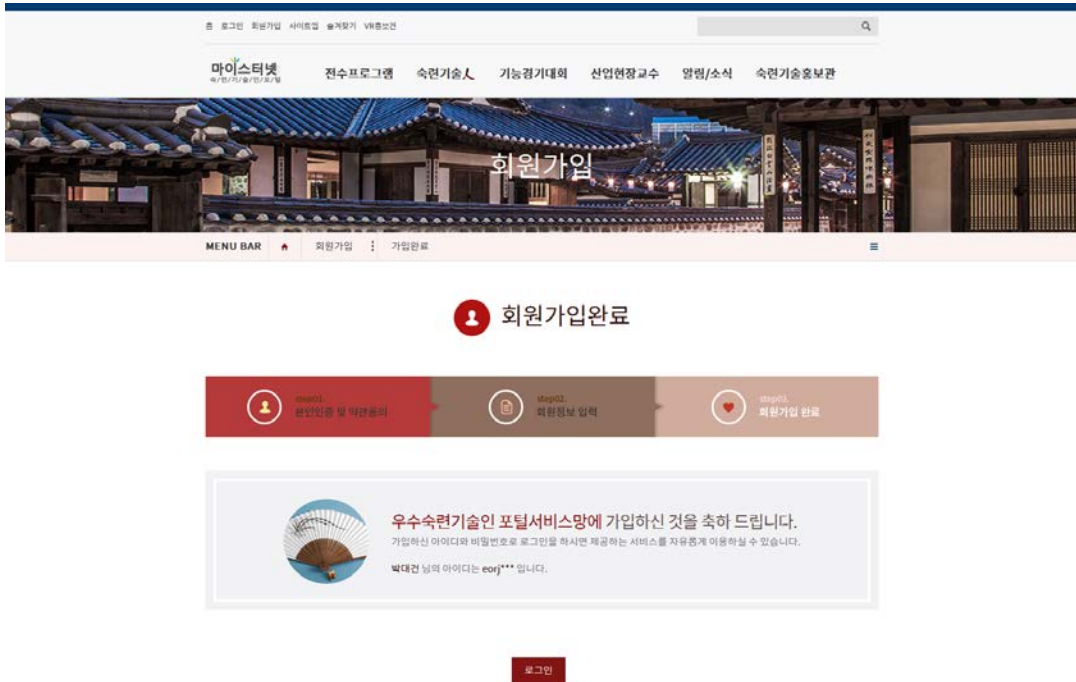 홈 로그인 회원가입 사이트맵 숨겨찾기 VR홍보관
마이스터넷
숙/련/기/술/인/포/털
전수프로그램 숙련기술人 기능경기대회 산업현장교수 알림/소식 숙련기술홍보관
회원가입
MENU BAR 회원가입 가입완료
회원가입완료
step01.
본인인증 및 약관동의
step02.
회원정보 입력
step03.
회원가입 완료
우수숙련기술인 포털서비스망에 가입하신 것을 축하 드립니다.
가입하신 아이디와 비밀번호로 로그인을 하시면 제공하는 서비스를 자유롭게 이용하실 수 있습니다.
박대건 님의 아이디는 eorj*** 입니다.
로그인